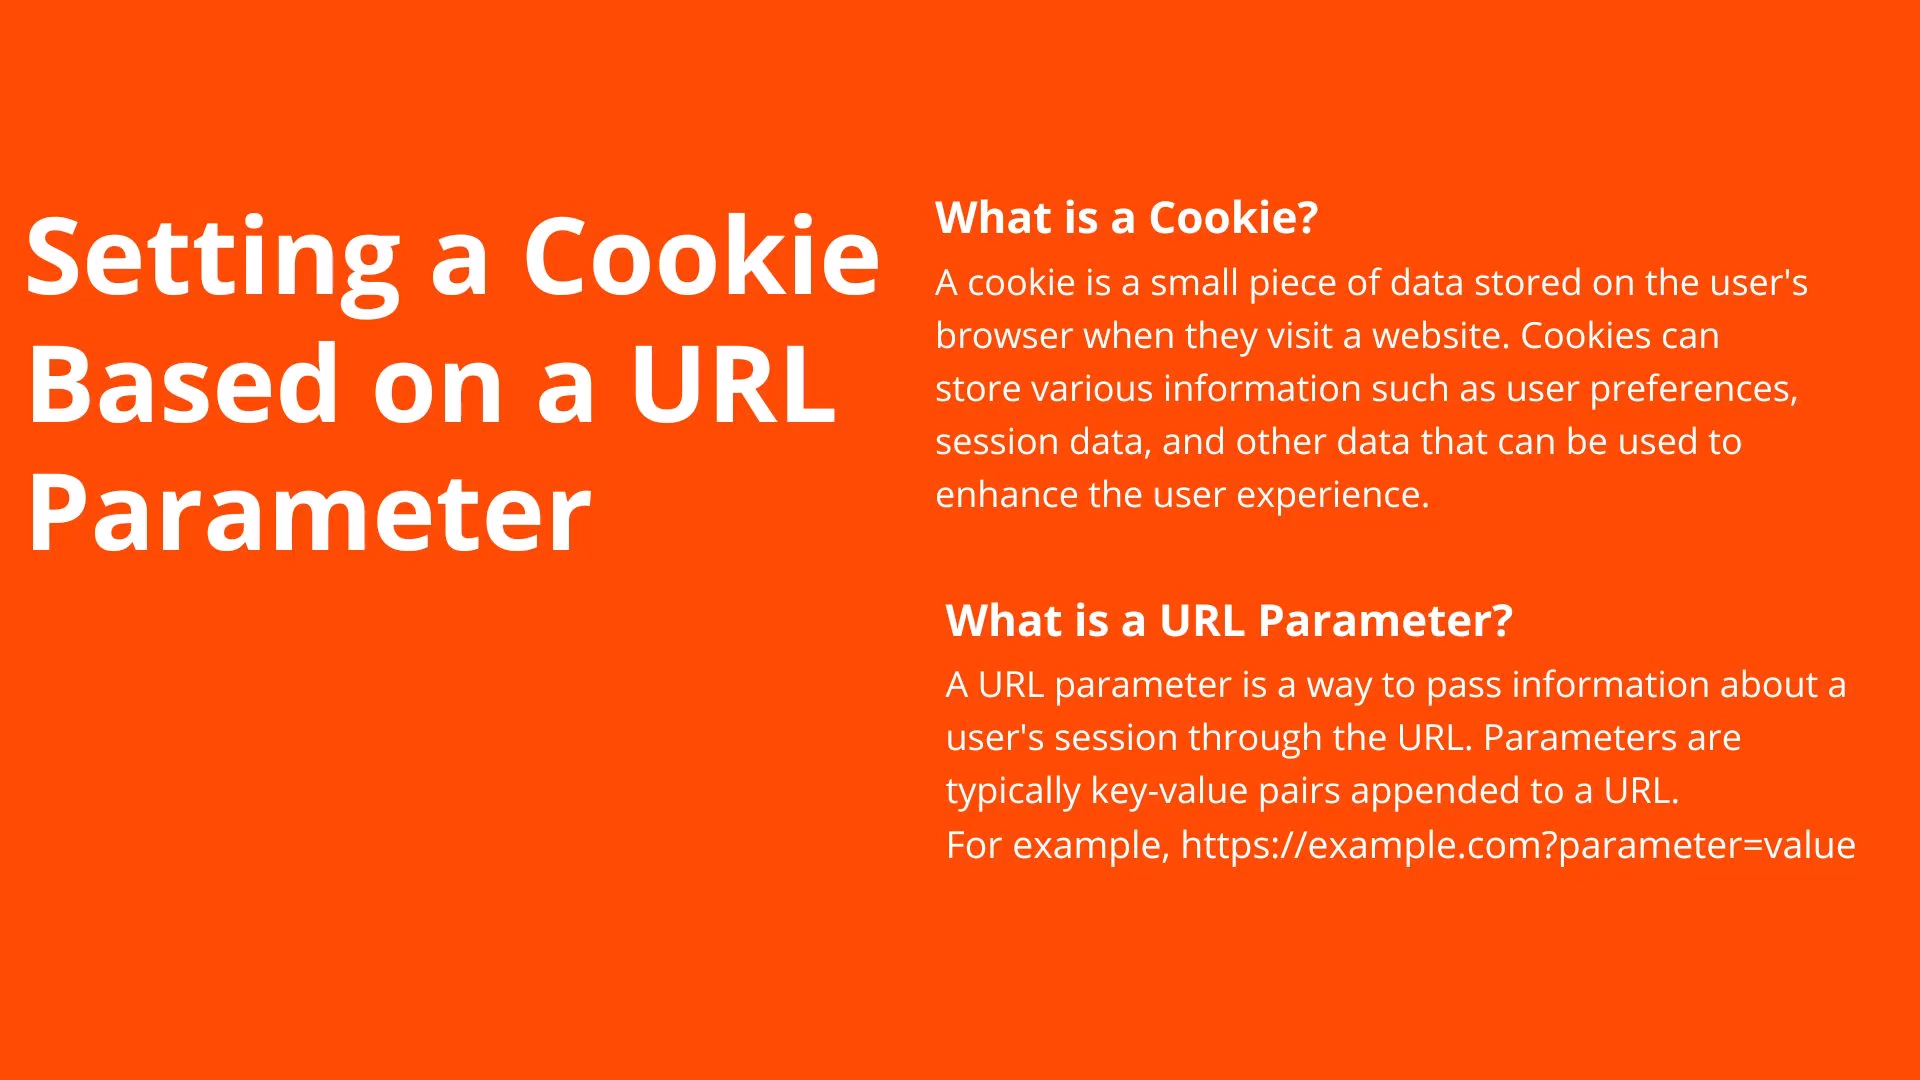 Setting a Cookie
Based on a URL
Parameter
What is a Cookie?
A cookie is a small piece of data stored on the user's
browser when they visit a website. Cookies can
store various information such as user preferences,
session data, and other data that can be used to
enhance the user experience.
What is a URL Parameter?
A URL parameter is a way to pass information about a
user's session through the URL. Parameters are
typically key-value pairs appended to a URL.
For example, https://example.com?parameter=value